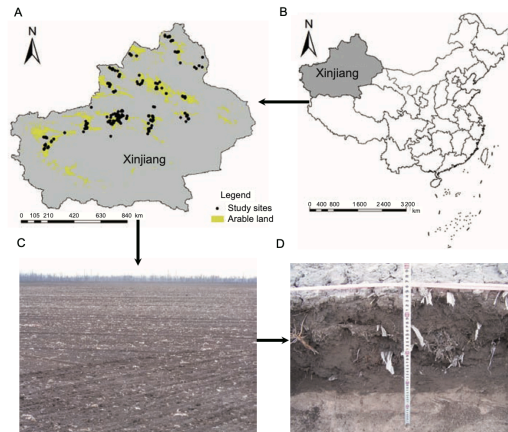 A
N
Xinjiang
Legend
Study sites
Arable land
0 105 210 420 630 840 km
B
N
Xinjiang
0 400 800 1600 2400 3200
C
D